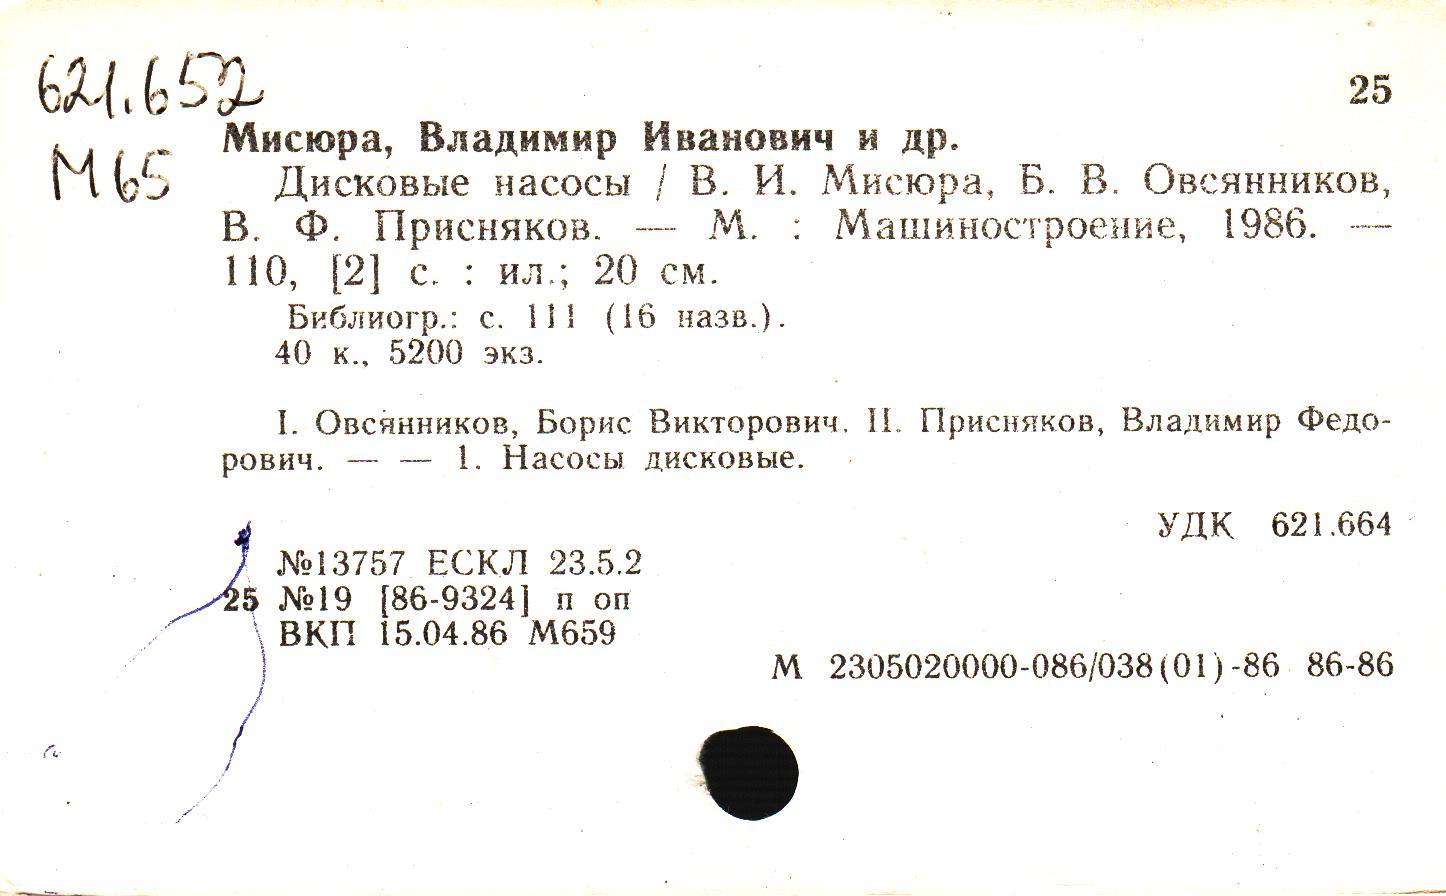 621.652
25
М65
Мисюра, Владимир Иванович и др.
Дисковые насосы / В. И. Мисюра, Б. В. Овсянников,
В. Ф. Присняков. — М. : Машиностроение, 1986. —
110, [2] с. : ил.; 20 см.
Библиогр.: с. 111 (16 назв.).
40 к., 5200 экз.
I. Овсянников, Борис Викторович. II. Присняков, Владимир Федо-
рович. — — 1. Насосы дисковые.
УДК 621.664
№13757 ЕСКЛ 23.5.2
25 №19 [86-9324] п оп
ВКП 15.04.86 М659
М 2305020000-086/038(01)-86 86-86